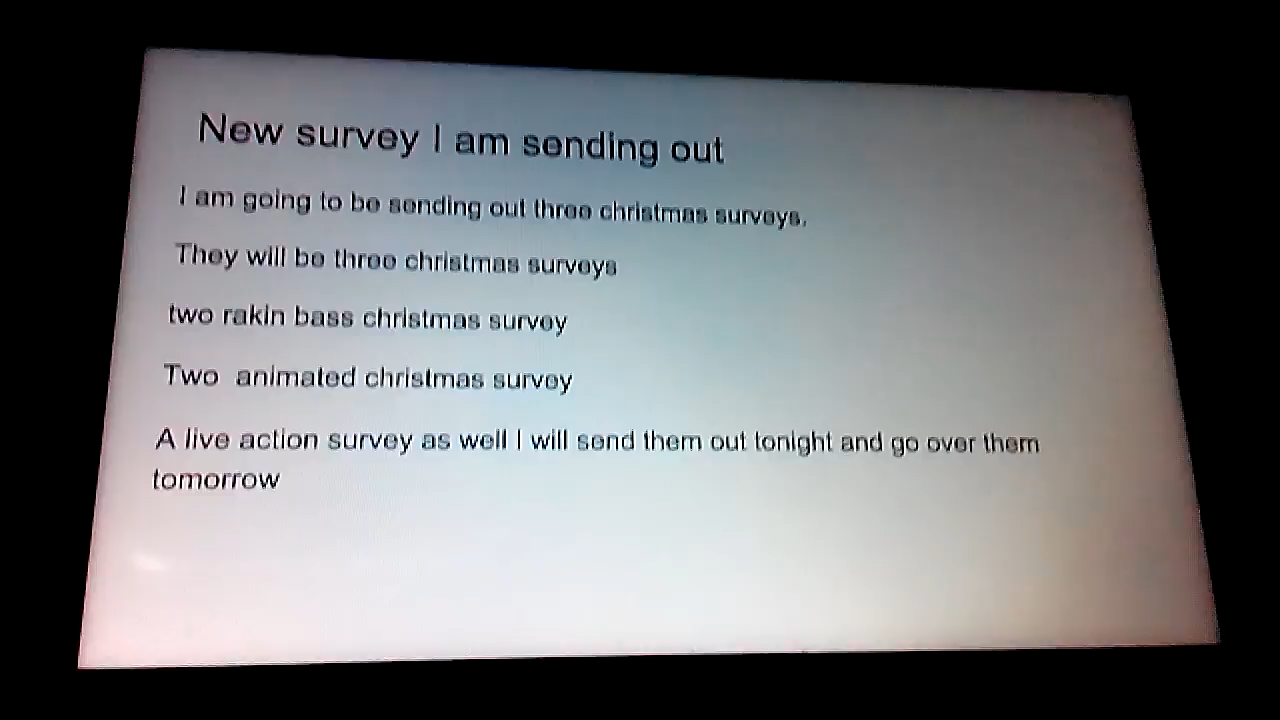 New survey I am sending out
I am going to be sending out three christmas surveys.
They will be three christmas surveys
two rakin bass christmas survey
Two  animated christmas survey
A live action survey as well I will send them out tonight and go over them
tomorrow